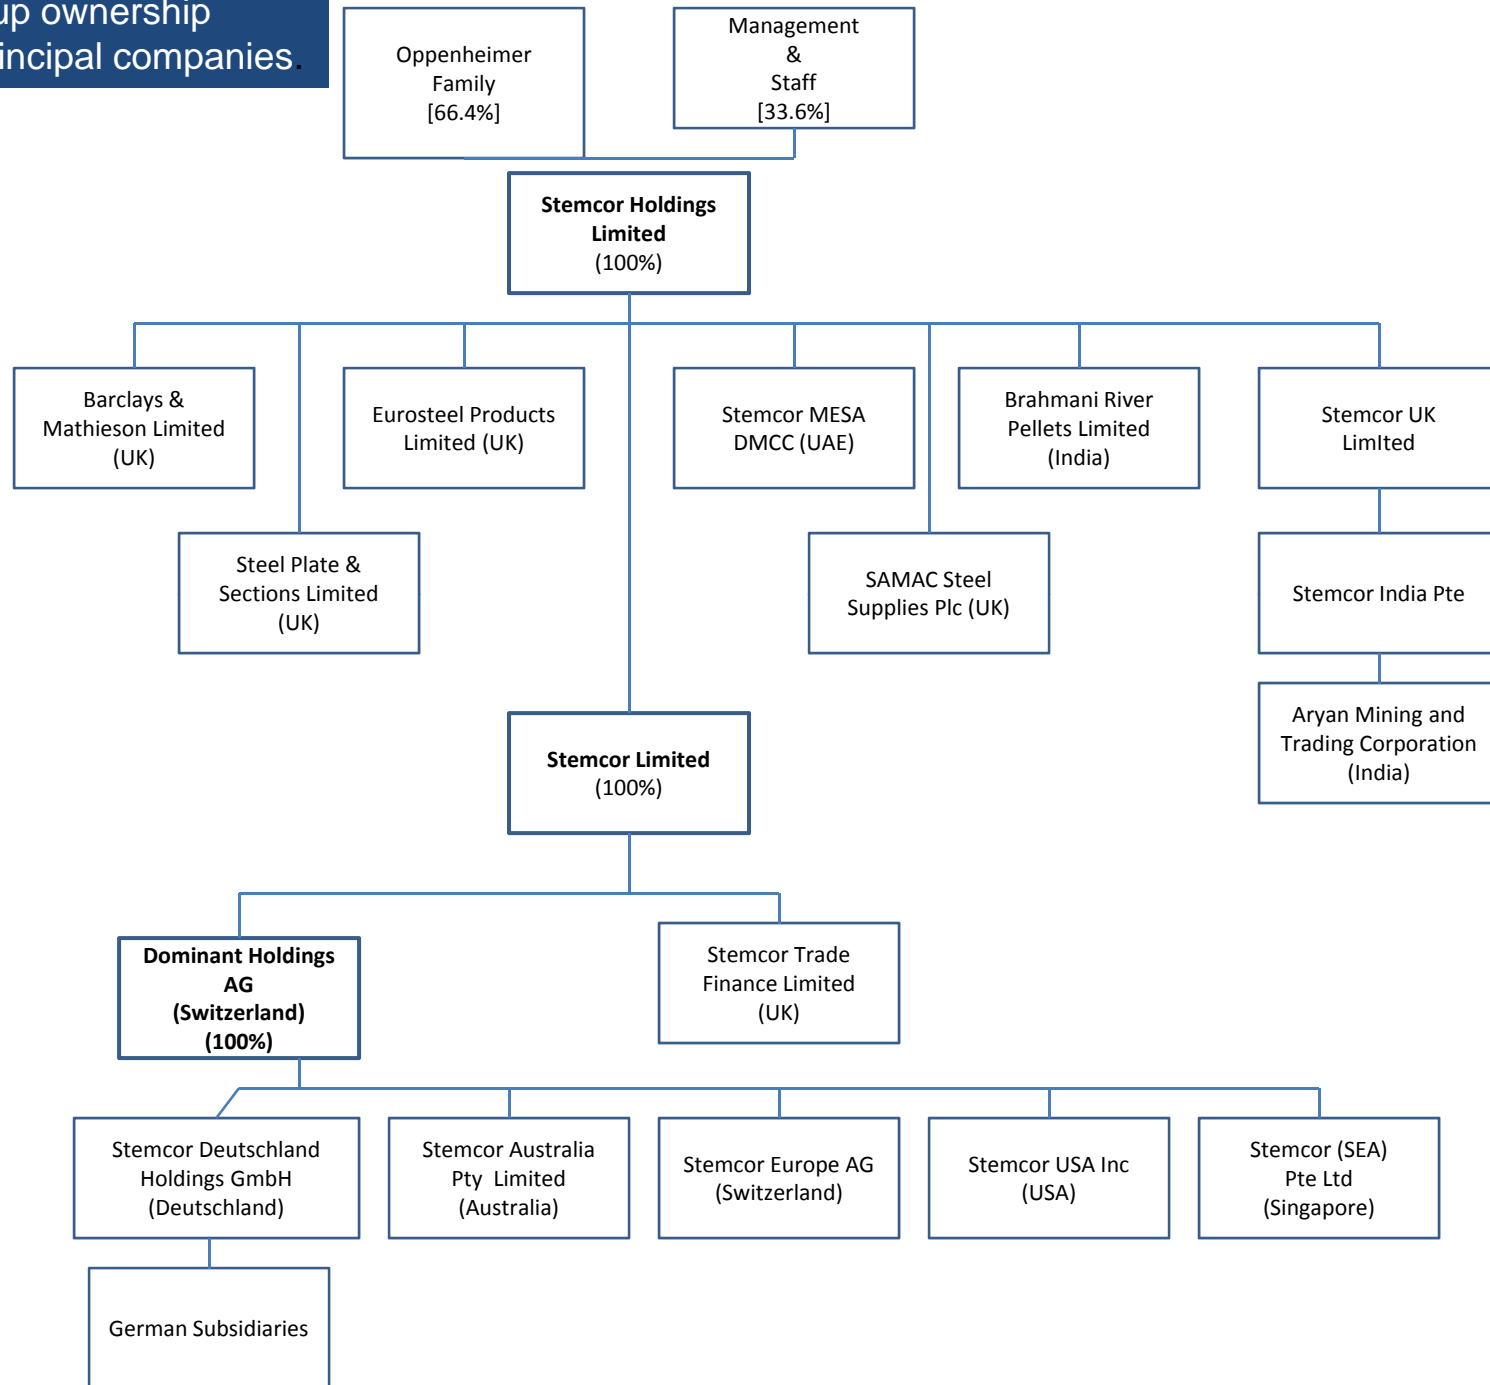 up ownership
incipal companies.
Oppenheimer
Family
[66.4%]
Management
&
Staff
[33.6%]
Stemcor Holdings
Limited
(100%)
Barclays &
Mathieson Limited
(UK)
Eurosteel Products
Limited (UK)
Stemcor MESA
DMCC (UAE)
Brahmani River
Pellets Limited
(India)
Stemcor UK
LimIted
Steel Plate &
Sections Limited
(UK)
SAMAC Steel
Supplies Plc (UK)
Stemcor India Pte
Aryan Mining and
Trading Corporation
(India)
Stemcor Limited
(100%)
Dominant Holdings
AG
(Switzerland)
(100%)
Stemcor Trade
Finance Limited
(UK)
Stemcor Deutschland
Holdings GmbH
(Deutschland)
Stemcor Australia
Pty Limited
(Australia)
Stemcor Europe AG
(Switzerland)
Stemcor USA Inc
(USA)
Stemcor (SEA)
Pte Ltd
(Singapore)
German Subsidiaries